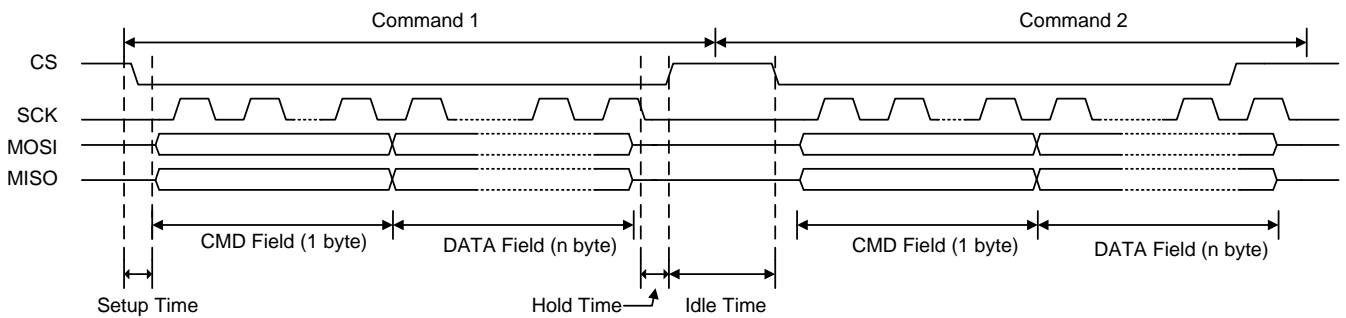 Command 1
Command 2
CS
SCK
MOSI
MISO
CMD Field (1 byte)
DATA Field (n byte)
CMD Field (1 byte)
DATA Field (n byte)
Setup Time
Hold Time
Idle Time